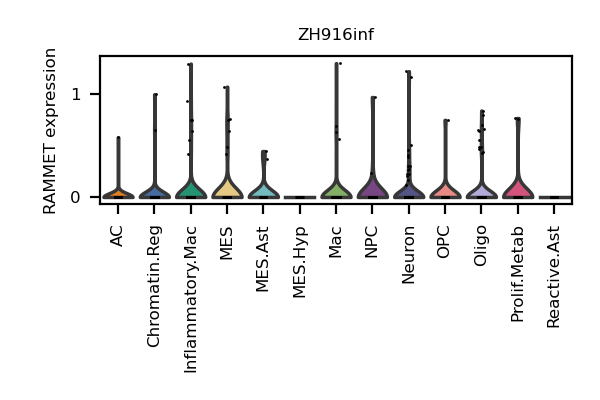 ZH916inf
RAMMET expression
1
0
AC
Chromatin.Reg
Inflammatory.Mac
MES
MES.Ast
MES.Hyp
Mac
NPC
Neuron
OPC
Oligo
Prolif.Metab
Reactive.Ast